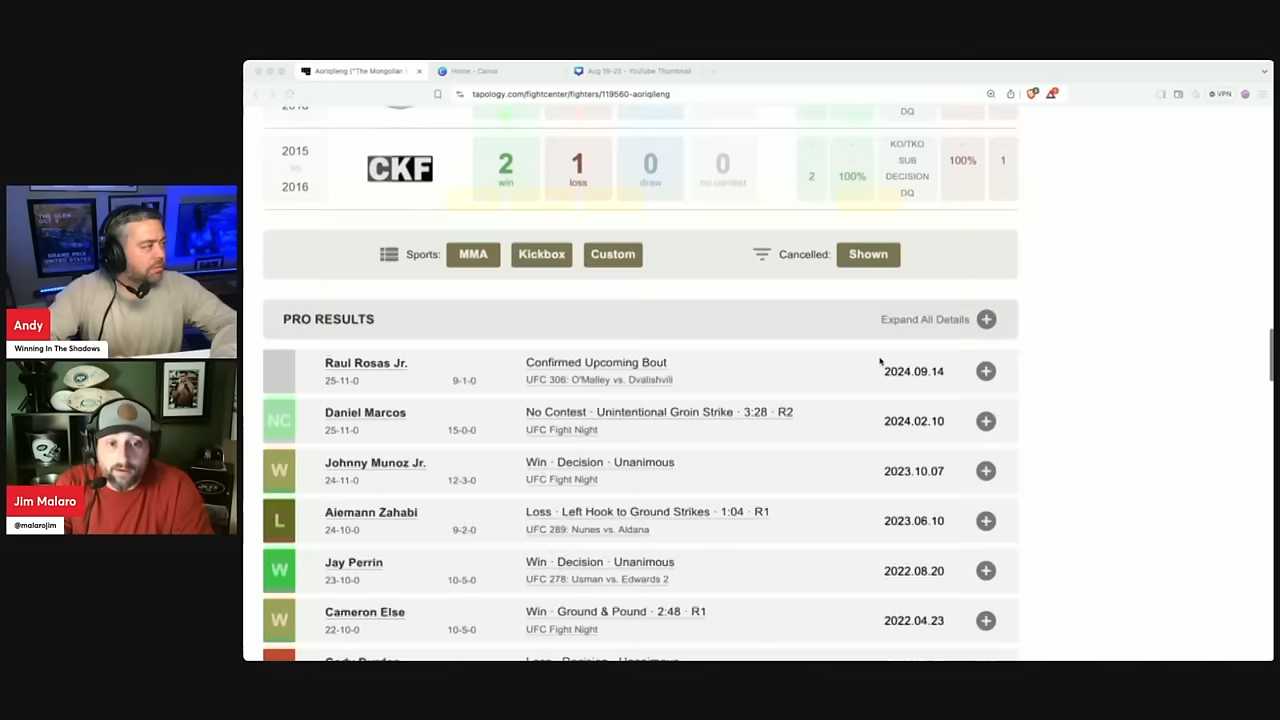 Aoriqileng ("The Mongolian
Home - Canva
Aug 19-25 - YouTube Thumbnail
tapology.com/fightcenter/fighters/119560-aoriqileng
VPN
DQ
2015
TO
2016
CKF
2
win
1
loss
0
draw
0
no contest
2
100%
KO/TKO
SUB
DECISION
DQ
100%
1
Sports: MMA Kickbox Custom
Cancelled: Shown
PRO RESULTS
Expand All Details
Raul Rosas Jr. Confirmed Upcoming Bout
25-11-0 9-1-0 UFC 306: O'Malley vs. Dvalishvili 2024.09.14
NC Daniel Marcos No Contest · Unintentional Groin Strike · 3:28 · R2
25-11-0 15-0-0 UFC Fight Night 2024.02.10
W Johnny Munoz Jr. Win · Decision · Unanimous
24-11-0 12-3-0 UFC Fight Night 2023.10.07
L Aiemann Zahabi Loss · Left Hook to Ground Strikes · 1:04 · R1
24-10-0 9-2-0 UFC 289: Nunes vs. Aldana 2023.06.10
W Jay Perrin Win · Decision · Unanimous
23-10-0 10-5-0 UFC 278: Usman vs. Edwards 2 2022.08.20
W Cameron Else Win · Ground & Pound · 2:48 · R1
22-10-0 10-5-0 UFC Fight Night 2022.04.23
THE GLEN
GRAND PRIX
UNITED STATES
Andy
Winning In The Shadows
Jim Malaro
@malarojim